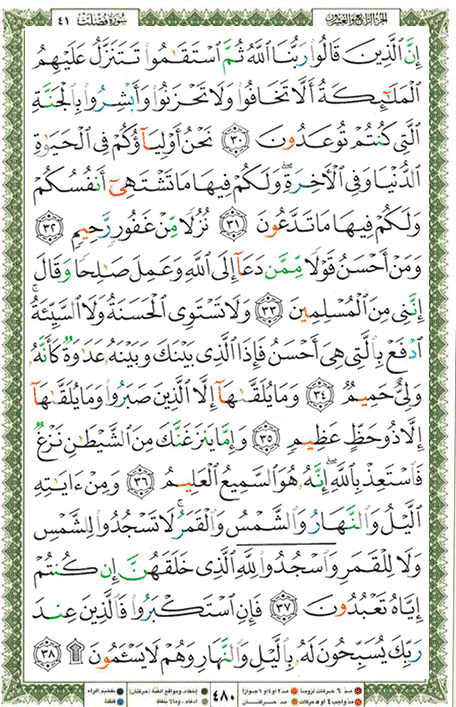 الجزء الرابع والعشرون
سورة فصلت ٤١
إِنَّ ٱلَّذِينَ قَالُوا۟ رَبُّنَا ٱللَّهُ ثُمَّ ٱسْتَقَٰمُوا۟ تَتَنَزَّلُ عَلَيْهِمُ
ٱلْمَلَٰٓئِكَةُ أَلَّا تَخَافُوا۟ وَلَا تَحْزَنُوا۟ وَأَبْشِرُوا۟ بِٱلْجَنَّةِ
ٱلَّتِى كُنتُمْ تُوعَدُونَ ٣٠ نَحْنُ أَوْلِيَآؤُكُمْ فِى ٱلْحَيَوٰةِ
ٱلدُّنْيَا وَفِى ٱلْءَاخِرَةِ ۖ وَلَكُمْ فِيهَا مَا تَشْتَهِىٓ أَنفُسُكُمْ
وَلَكُمْ فِيهَا مَا تَدَّعُونَ ٣١ نُزُلًا مِّنْ غَفُورٍ رَّحِيمٍ ٣٢
وَمَنْ أَحْسَنُ قَوْلًا مِّمَّن دَعَآ إِلَى ٱللَّهِ وَعَمِلَ صَٰلِحًا وَقَالَ
إِنَّنِى مِنَ ٱلْمُسْلِمِينَ ٣٣ وَلَا تَسْتَوِى ٱلْحَسَنَةُ وَلَا ٱلسَّيِّئَةُ ۚ
ٱدْفَعْ بِٱلَّتِى هِىَ أَحْسَنُ فَإِذَا ٱلَّذِى بَيْنَكَ وَبَيْنَهُۥ عَدَٰوَةٌ كَأَنَّهُۥ
وَلِىٌّ حَمِيمٌ ٣٤ وَمَا يُلَقَّىٰهَآ إِلَّا ٱلَّذِينَ صَبَرُوا۟ وَمَا يُلَقَّىٰهَآ
إِلَّا ذُو حَظٍّ عَظِيمٍ ٣٥ وَإِمَّا يَنزَغَنَّكَ مِنَ ٱلشَّيْطَٰنِ نَزْغٌ
فَٱسْتَعِذْ بِٱللَّهِ ۖ إِنَّهُۥ هُوَ ٱلسَّمِيعُ ٱلْعَلِيمُ ٣٦ وَمِنْ ءَايَٰتِهِ
ٱلَّيْلُ وَٱلنَّهَارُ وَٱلشَّمْسُ وَٱلْقَمَرُ ۚ لَا تَسْجُدُوا۟ لِلشَّمْسِ
وَلَا لِلْقَمَرِ وَٱسْجُدُوا۟ لِلَّهِ ٱلَّذِى خَلَقَهُنَّ إِن كُنتُمْ
إِيَّاهُ تَعْبُدُونَ ٣٧ فَإِنِ ٱسْتَكْبَرُوا۟ فَٱلَّذِينَ عِندَ
رَبِّكَ يُسَبِّحُونَ لَهُۥ بِٱلَّيْلِ وَٱلنَّهَارِ وَهُمْ لَا يَسْـَٔمُونَ ۩ ٣٨
مدّ ٦ حركات لزوماً مدّ ٢ أو ٤ أو ٦ جوازاً إخفاء، ومواقع الغنّة (حركتان) تفخيم الراء
مدّ واجب ٤ أو ٥ حركات مدّ حركتان ادغام، وما لا يلفظ قلقلة
٤٨٠